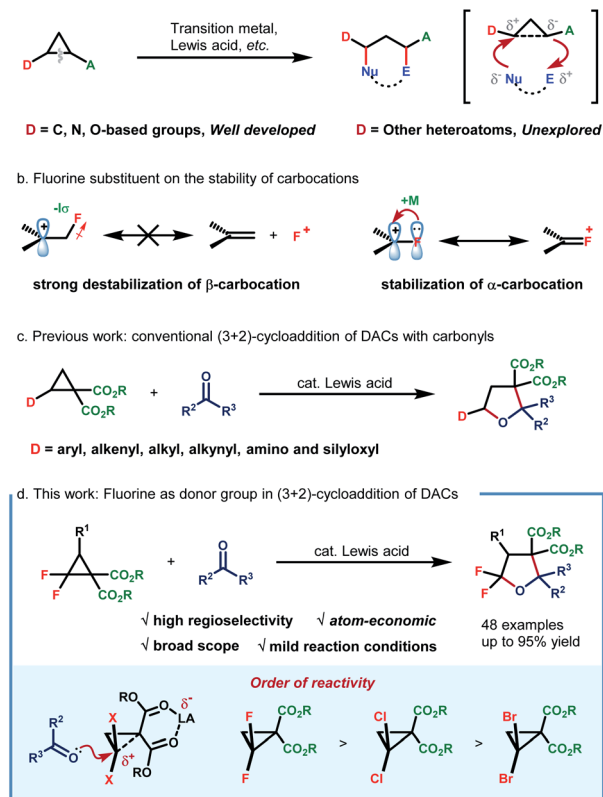 D A
Transition metal,
Lewis acid, etc.
D A
Nμ E
D δ+ δ- A
δ- Nμ E δ+
D = C, N, O-based groups, Well developed
D = Other heteroatoms, Unexplored
b. Fluorine substituent on the stability of carbocations
-Iσ
F
+
+ F+
+M
+ F
F+
strong destabilization of β-carbocation
stabilization of α-carbocation
c. Previous work: conventional (3+2)-cycloaddition of DACs with carbonyls
D CO₂R
CO₂R
+
O
R² R³
cat. Lewis acid
CO₂R
CO₂R
R³
D O R²
D = aryl, alkenyl, alkyl, alkynyl, amino and silyloxyl
d. This work: Fluorine as donor group in (3+2)-cycloaddition of DACs
R¹
F CO₂R
F CO₂R
+
O
R² R³
cat. Lewis acid
R¹ CO₂R
CO₂R
F R³
F O R²
√ high regioselectivity √ atom-economic
√ broad scope √ mild reaction conditions
48 examples
up to 95% yield
Order of reactivity
R²
R³ O
RO O δ-
X LA
δ+ O
X RO
F CO₂R
CO₂R
F
>
Cl CO₂R
CO₂R
Cl
>
Br CO₂R
CO₂R
Br